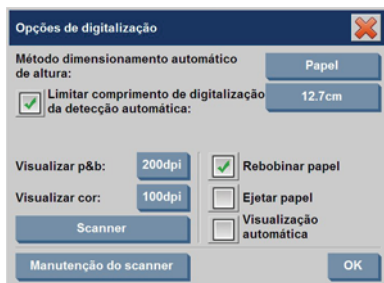 Opções de digitalização
Método dimensionamento automático
de altura:
Papel
Limitar comprimento de digitalização
da detecção automática:
12.7cm
Visualizar p&b:
200dpi
Rebobinar papel
Visualizar cor:
100dpi
Ejetar papel
Scanner
Visualização
automática
Manutenção do scanner
OK